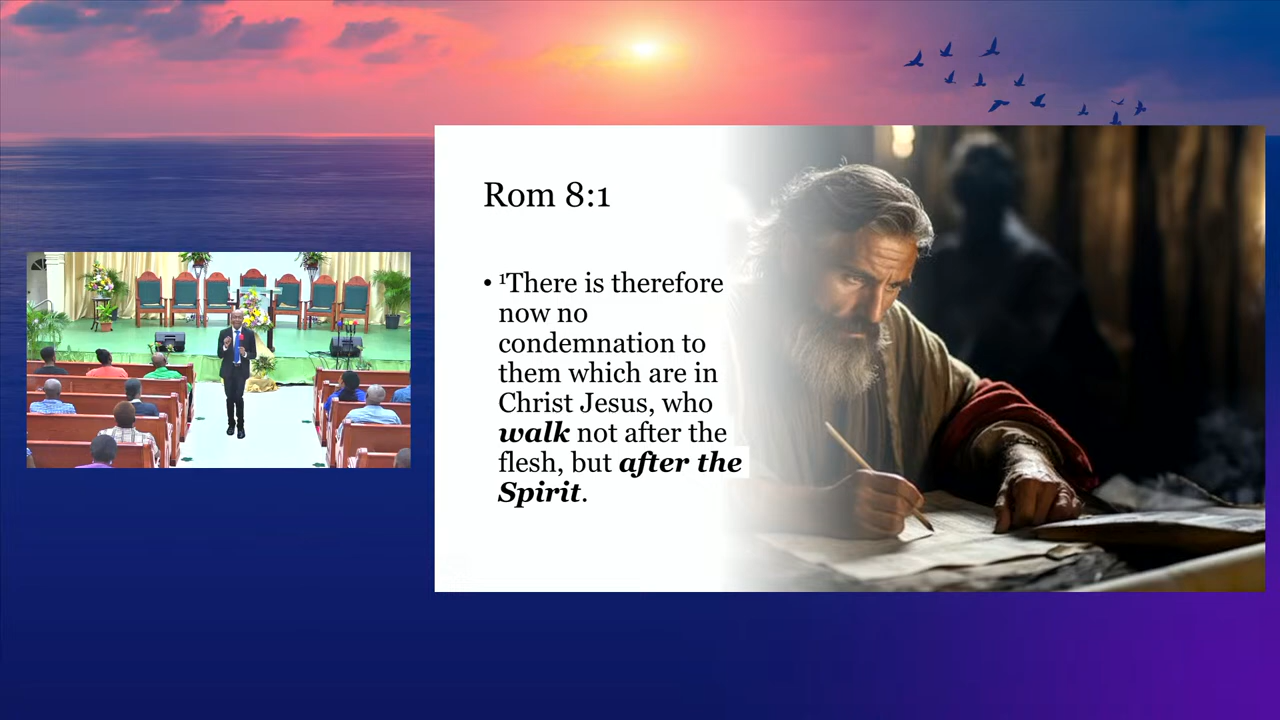 Rom 8:1
• ¹There is therefore
now no
condemnation to
them which are in
Christ Jesus, who
walk not after the
flesh, but after the
Spirit.